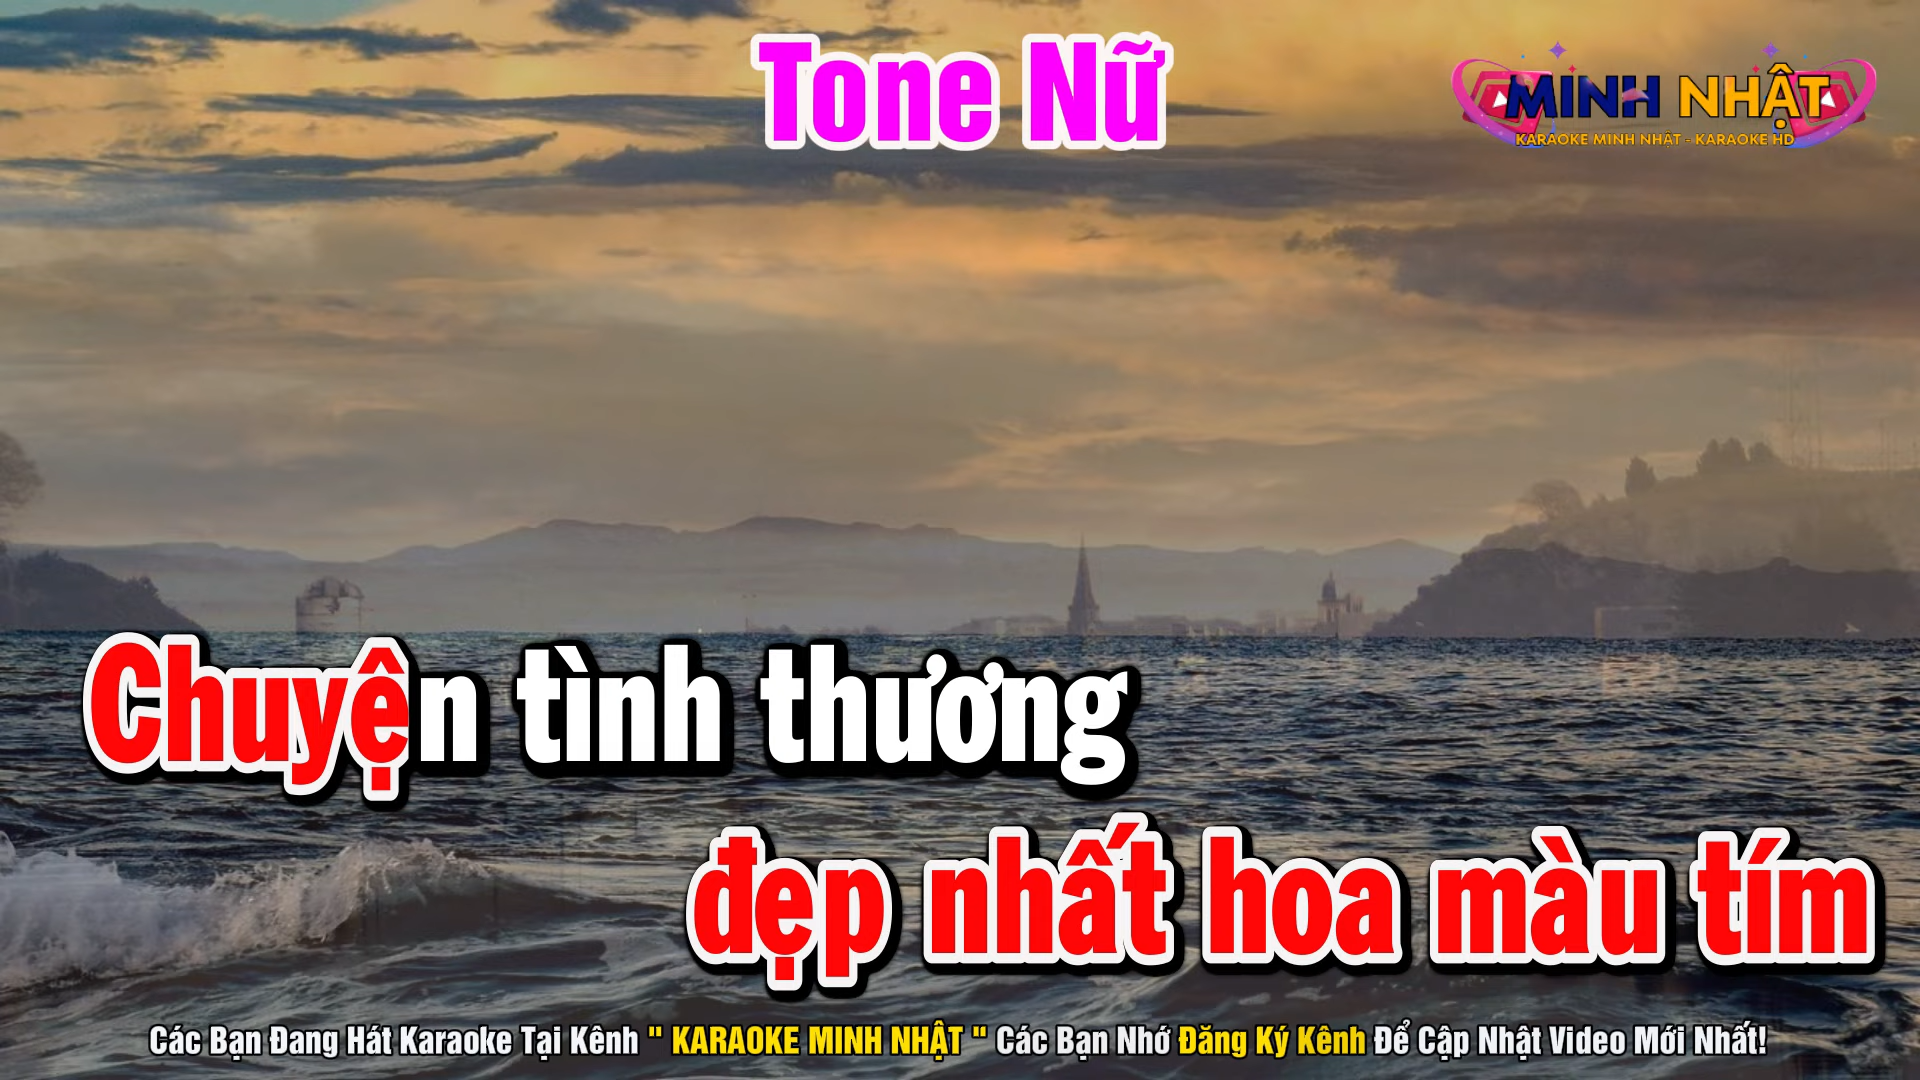 Tone Nữ
MINH NHẬT
KARAOKE MINH NHẬT - KARAOKE HD
Chuyện tình thương
đẹp nhất hoa màu tím
Các Bạn Đang Hát Karaoke Tại Kênh " KARAOKE MINH NHẬT " Các Bạn Nhớ Đăng Ký Kênh Để Cập Nhật Video Mới Nhất!